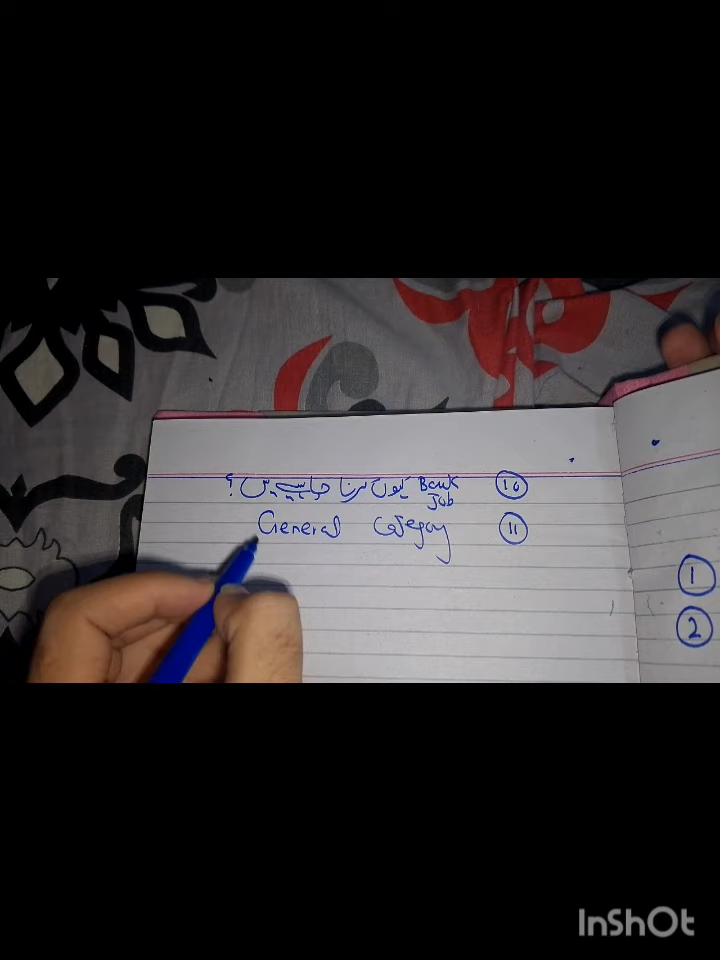 ⑩ Bank Job کیوں کرنا چاہتے ہیں ؟
⑪ General Category
①
②
InShOt